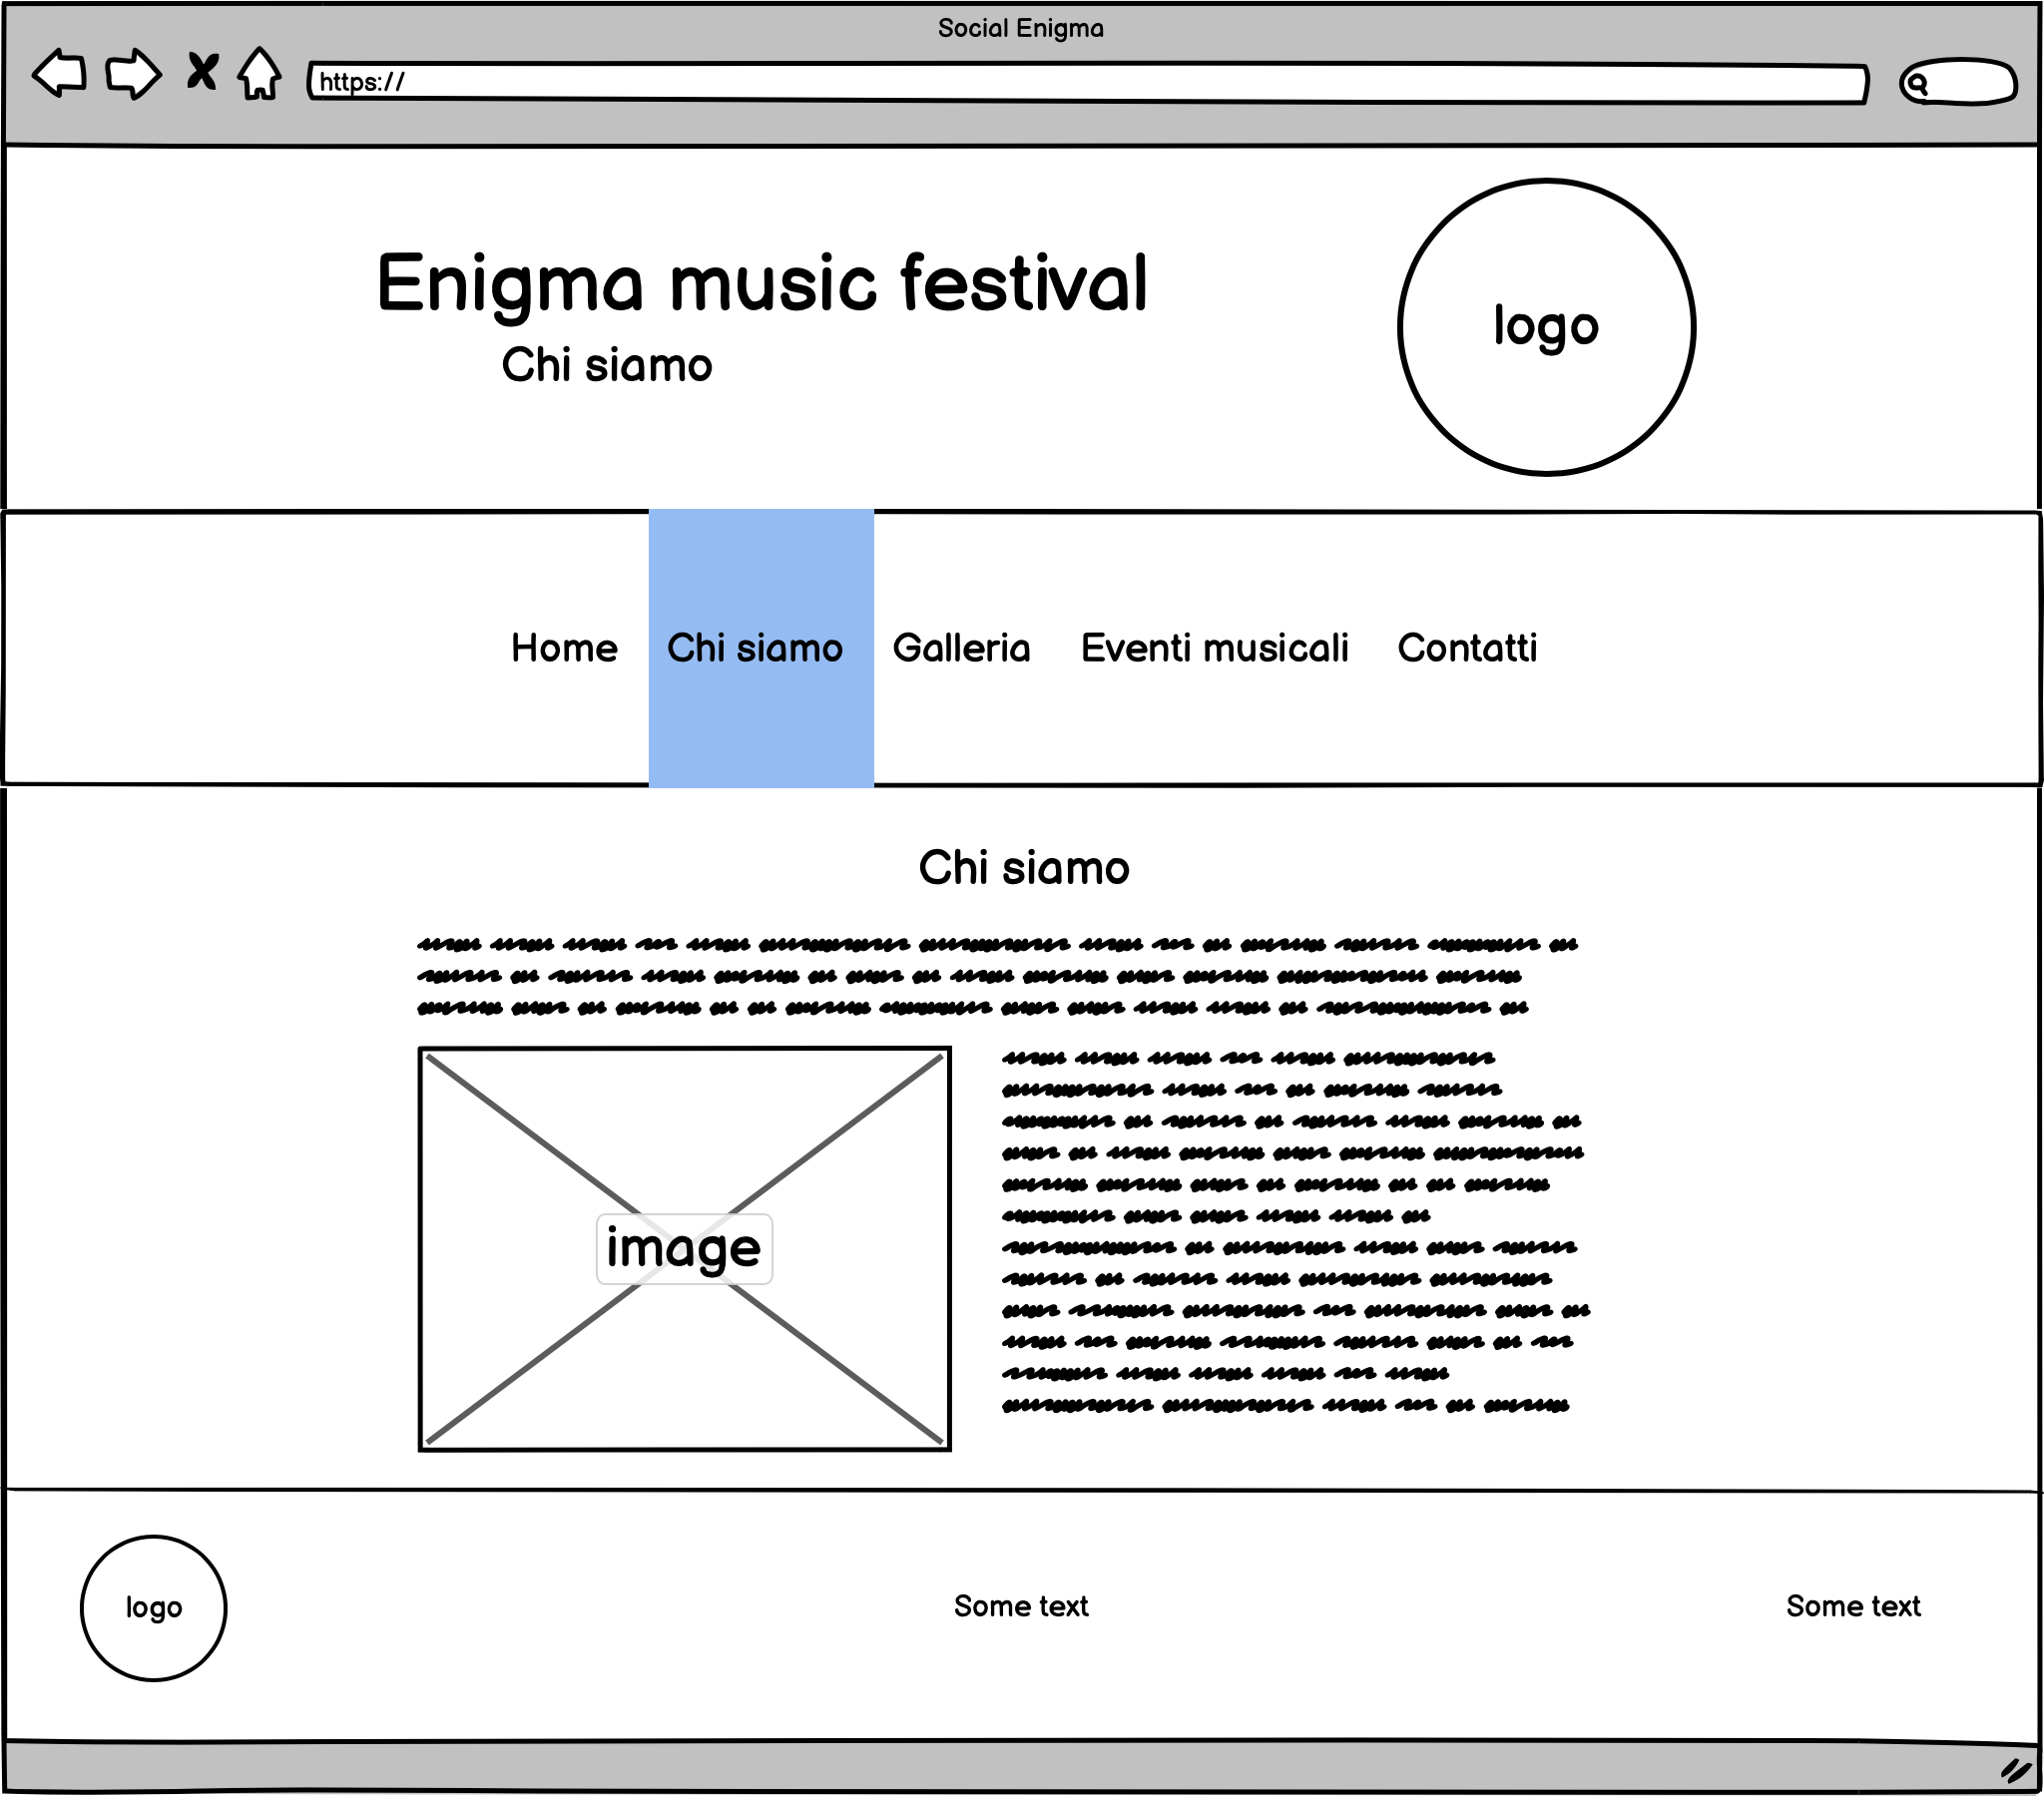 Social Enigma
https://
Enigma music festival
Chi siamo
logo
Home Chi siamo Galleria Eventi musicali Contatti
Chi siamo
image
logo
Some text
Some text